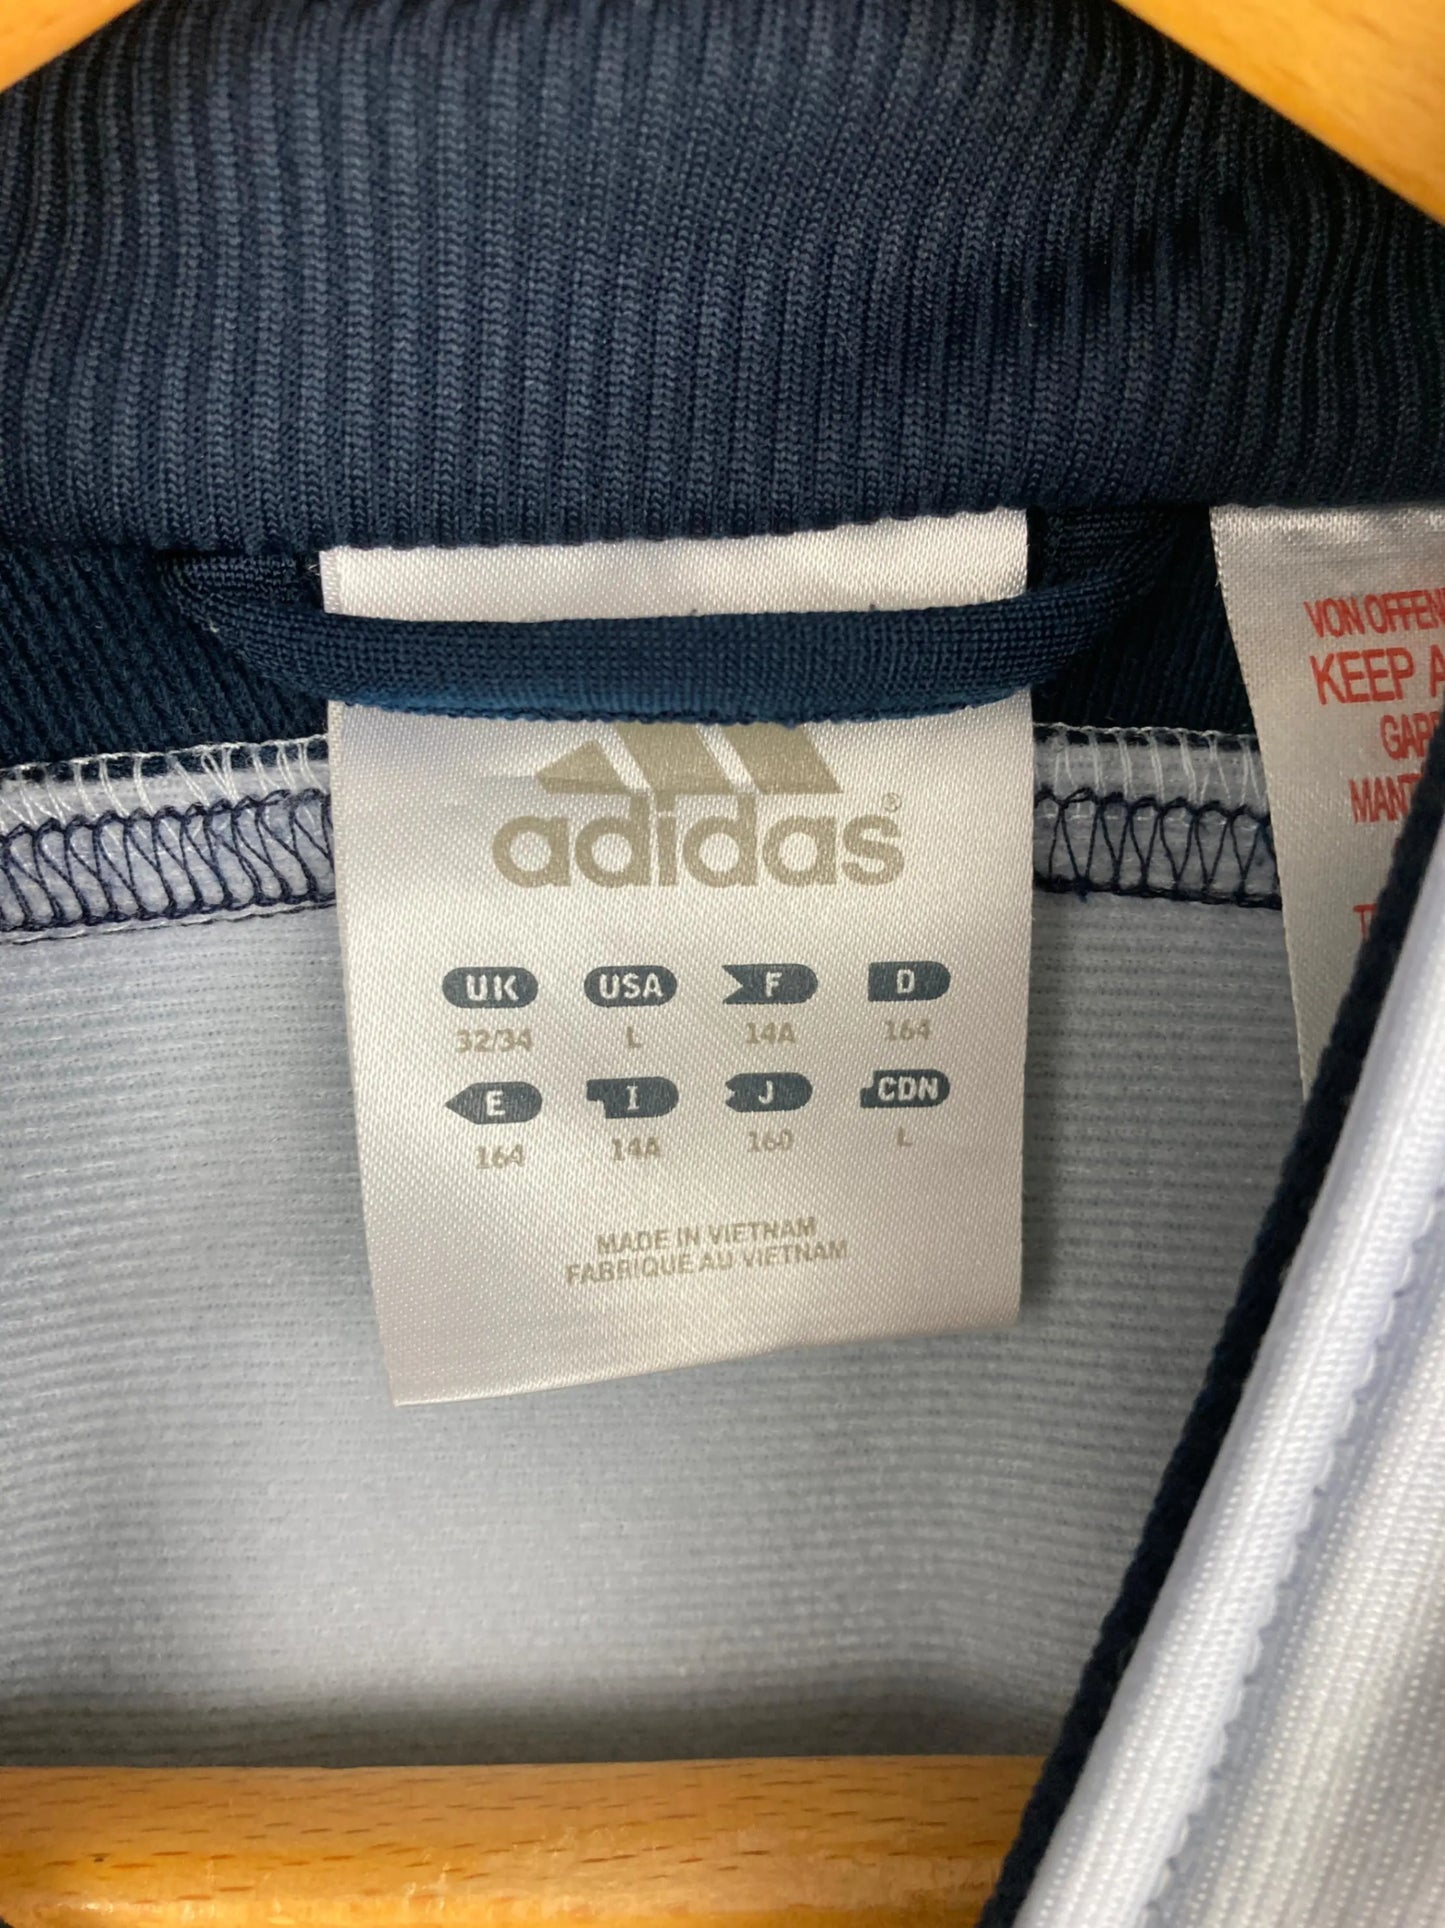 adidas®
UK USA F D
32/34 L 14A 164
E I J CDN
164 14A 160 L
MADE IN VIETNAM
FABRIQUE AU VIETNAM
VON
KEEP